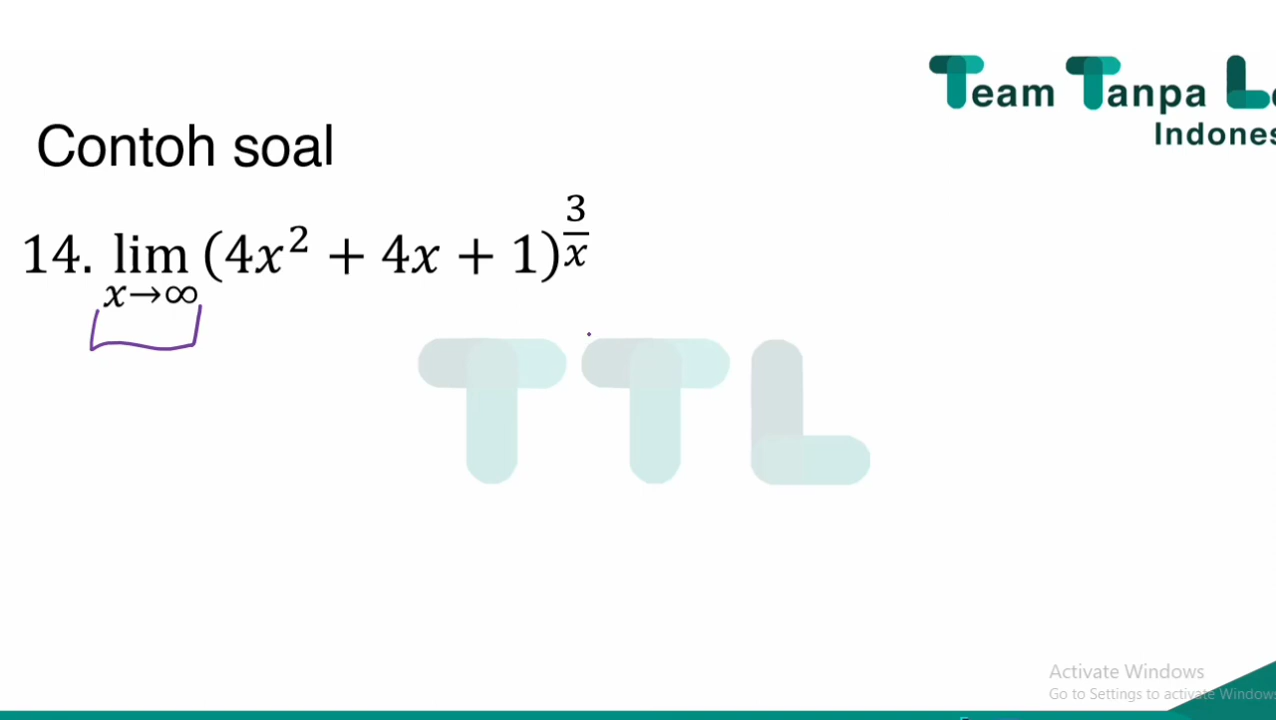 Team Tanpa L
Indones
Contoh soal
14. lim (4x² + 4x + 1)^(3/x)
x→∞
TTL
Activate Windows
Go to Settings to activate Windows